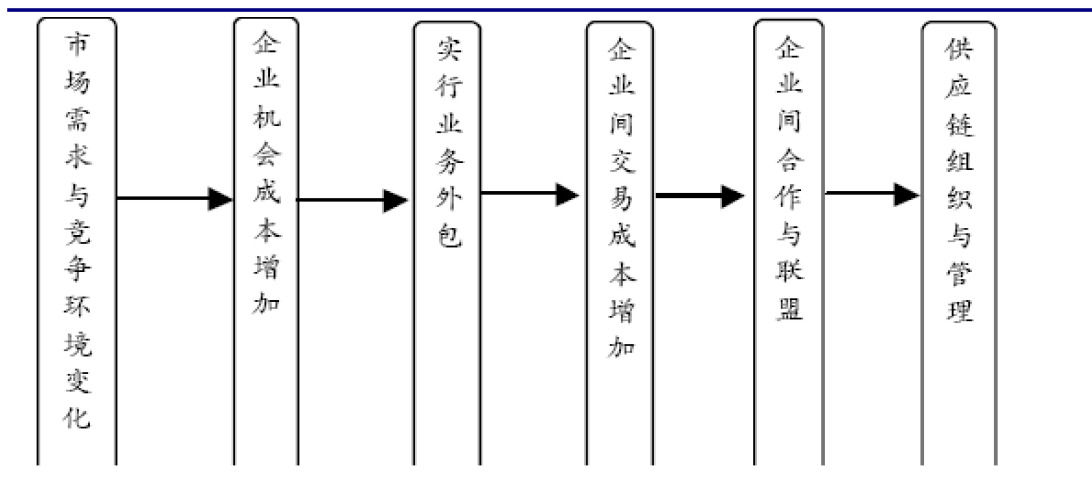 市场需求与竞争环境变化
企业机会成本增加
实行业务外包
企业间交易成本增加
企业间合作与联盟
供应链组织与管理